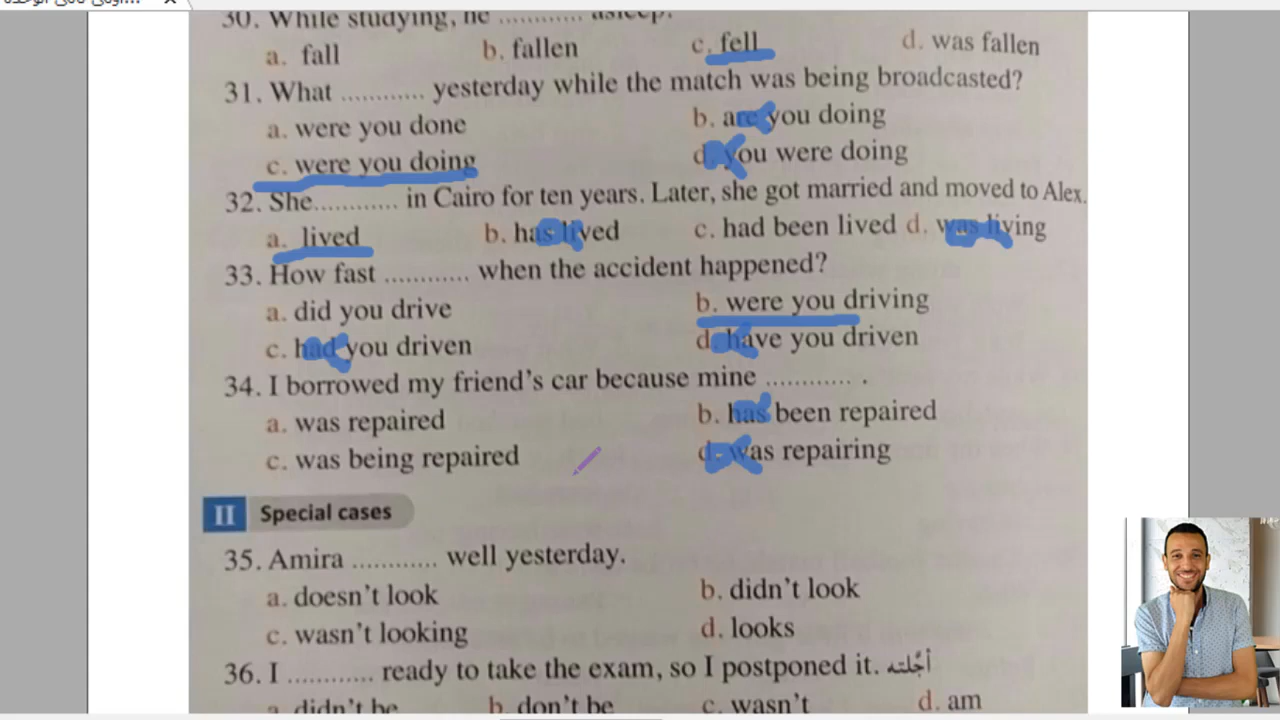 30. While studying, he ............ asleep.
a. fall b. fallen c. fell d. was fallen
31. What ............ yesterday while the match was being broadcasted?
a. were you done b. are you doing
c. were you doing d. you were doing
32. She............ in Cairo for ten years. Later, she got married and moved to Alex.
a. lived b. has lived c. had been lived d. was living
33. How fast ............ when the accident happened?
a. did you drive b. were you driving
c. had you driven d. have you driven
34. I borrowed my friend's car because mine ............ .
a. was repaired b. has been repaired
c. was being repaired d. was repairing
II Special cases
35. Amira ............ well yesterday.
a. doesn't look b. didn't look
c. wasn't looking d. looks
36. I ............ ready to take the exam, so I postponed it. أجّلته
a. didn't be b. don't be c. wasn't d. am